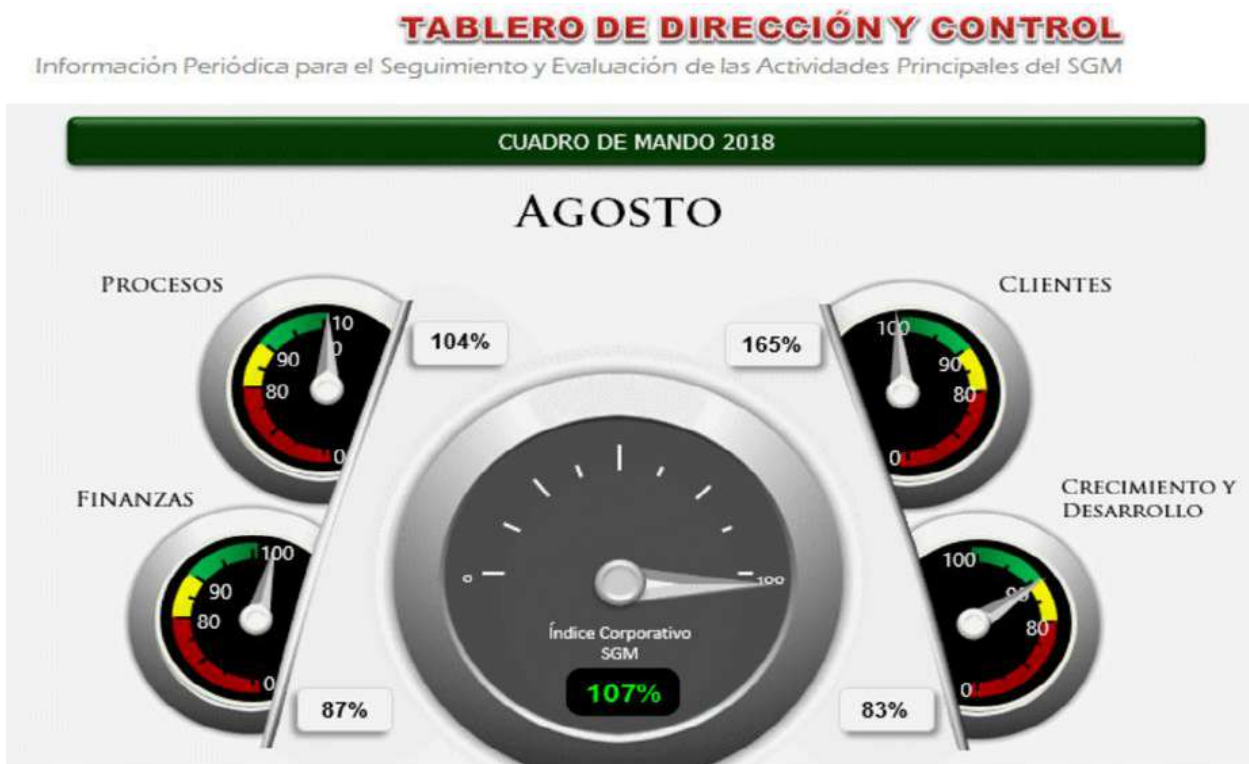 TABLERO DE DIRECCIÓN Y CONTROL
Información Periódica para el Seguimiento y Evaluación de las Actividades Principales del SGM
CUADRO DE MANDO 2018
AGOSTO
PROCESOS
10
0
90
80
0
104%
CLIENTES
100
90
80
0
165%
FINANZAS
100
90
80
0
87%
CRECIMIENTO Y
DESARROLLO
100
90
80
0
83%
0
100
Índice Corporativo
SGM
107%